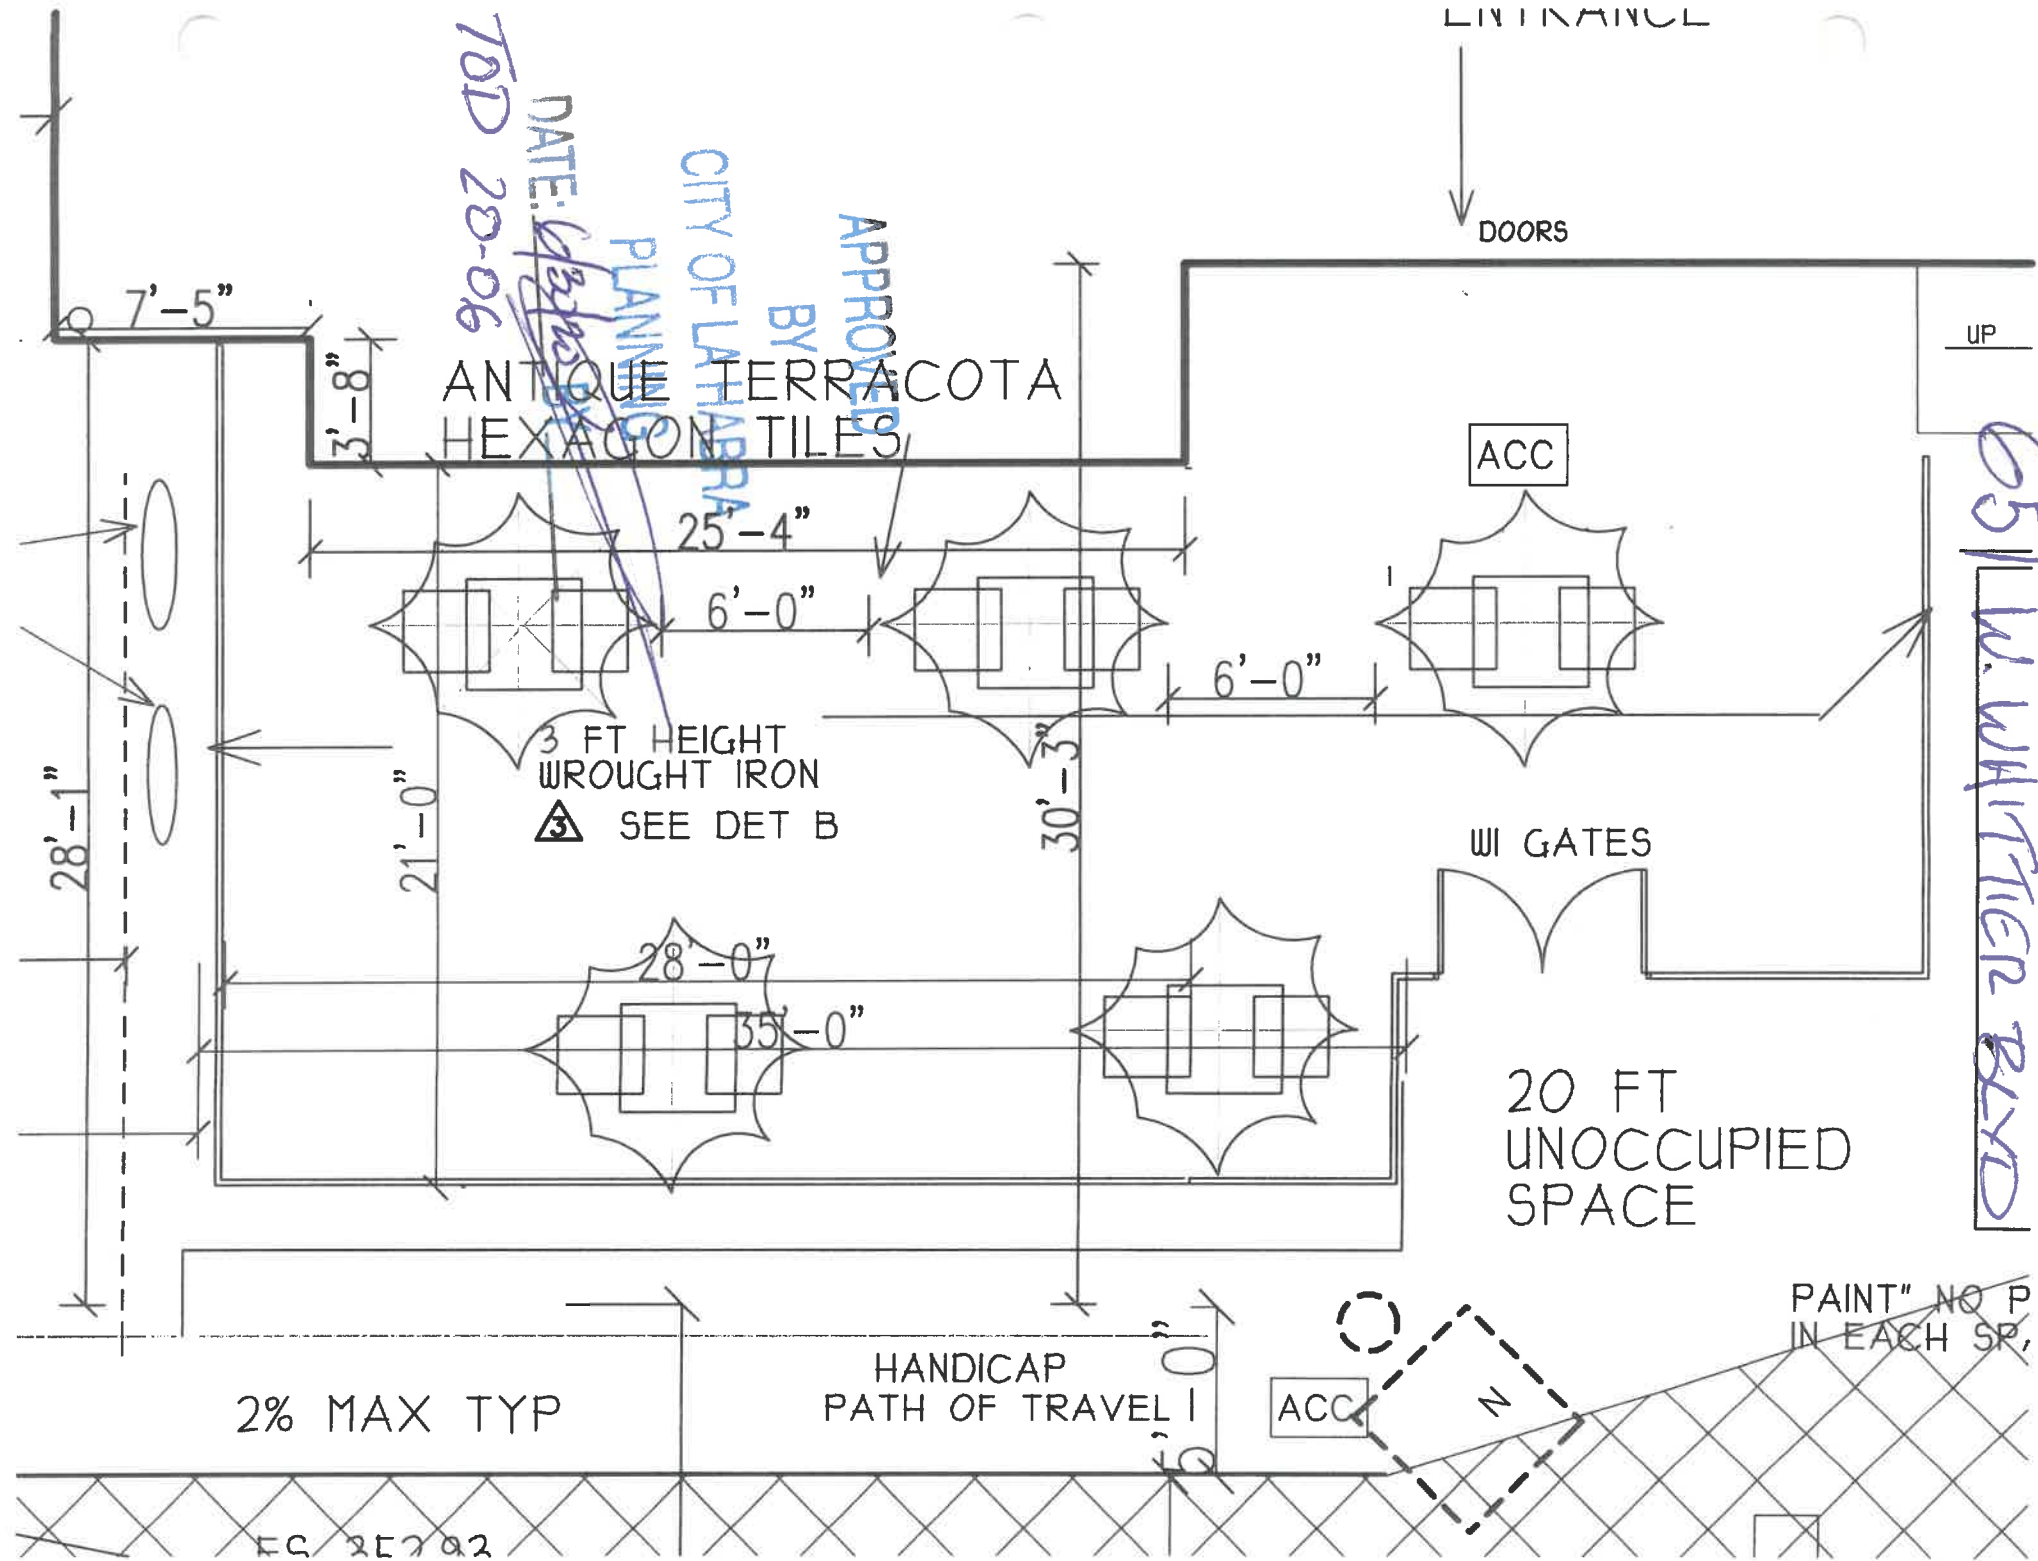 ENTRANCE
DOORS
UP
7'-5"
3'-8"
ANTIQUE TERRACOTA
HEXAGON TILES
TOD 20-06
DATE:
BY
APPROVED
BY
CITY OF LA HABRA
PLANNING
ACC
25'-4"
6'-0"
6'-0"
3 FT HEIGHT
WROUGHT IRON
3 SEE DET B
28'-1"
21'-0"
30'-3"
WI GATES
28'-0"
35'-0"
20 FT
UNOCCUPIED
SPACE
651 W. WHITTIER BLVD
PAINT" NO P
IN EACH SP
HANDICAP
PATH OF TRAVEL
2% MAX TYP
ACC
N